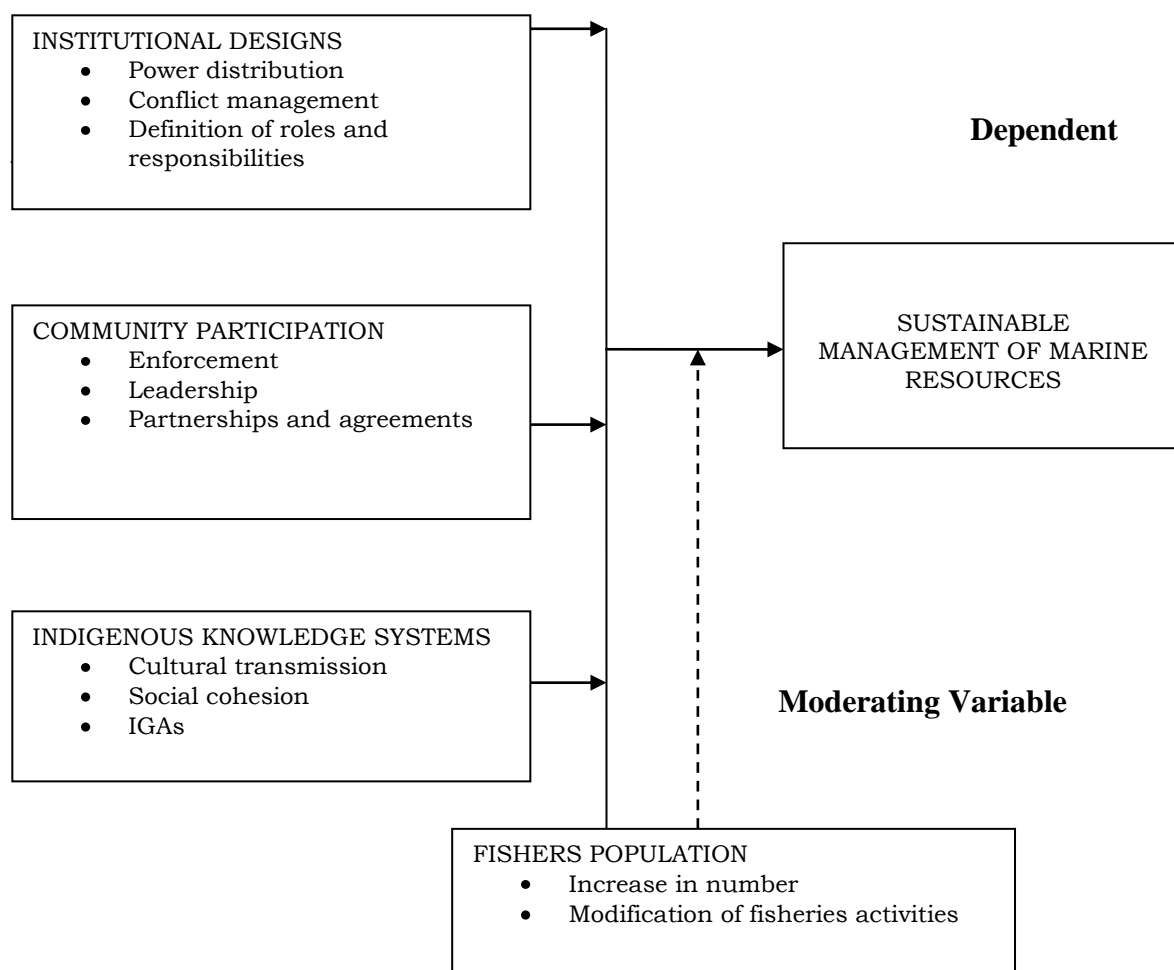 INSTITUTIONAL DESIGNS
• Power distribution
• Conflict management
• Definition of roles and
responsibilities
Dependent
COMMUNITY PARTICIPATION
• Enforcement
• Leadership
• Partnerships and agreements
SUSTAINABLE
MANAGEMENT OF MARINE
RESOURCES
INDIGENOUS KNOWLEDGE SYSTEMS
• Cultural transmission
• Social cohesion
• IGAs
Moderating Variable
FISHERS POPULATION
• Increase in number
• Modification of fisheries activities